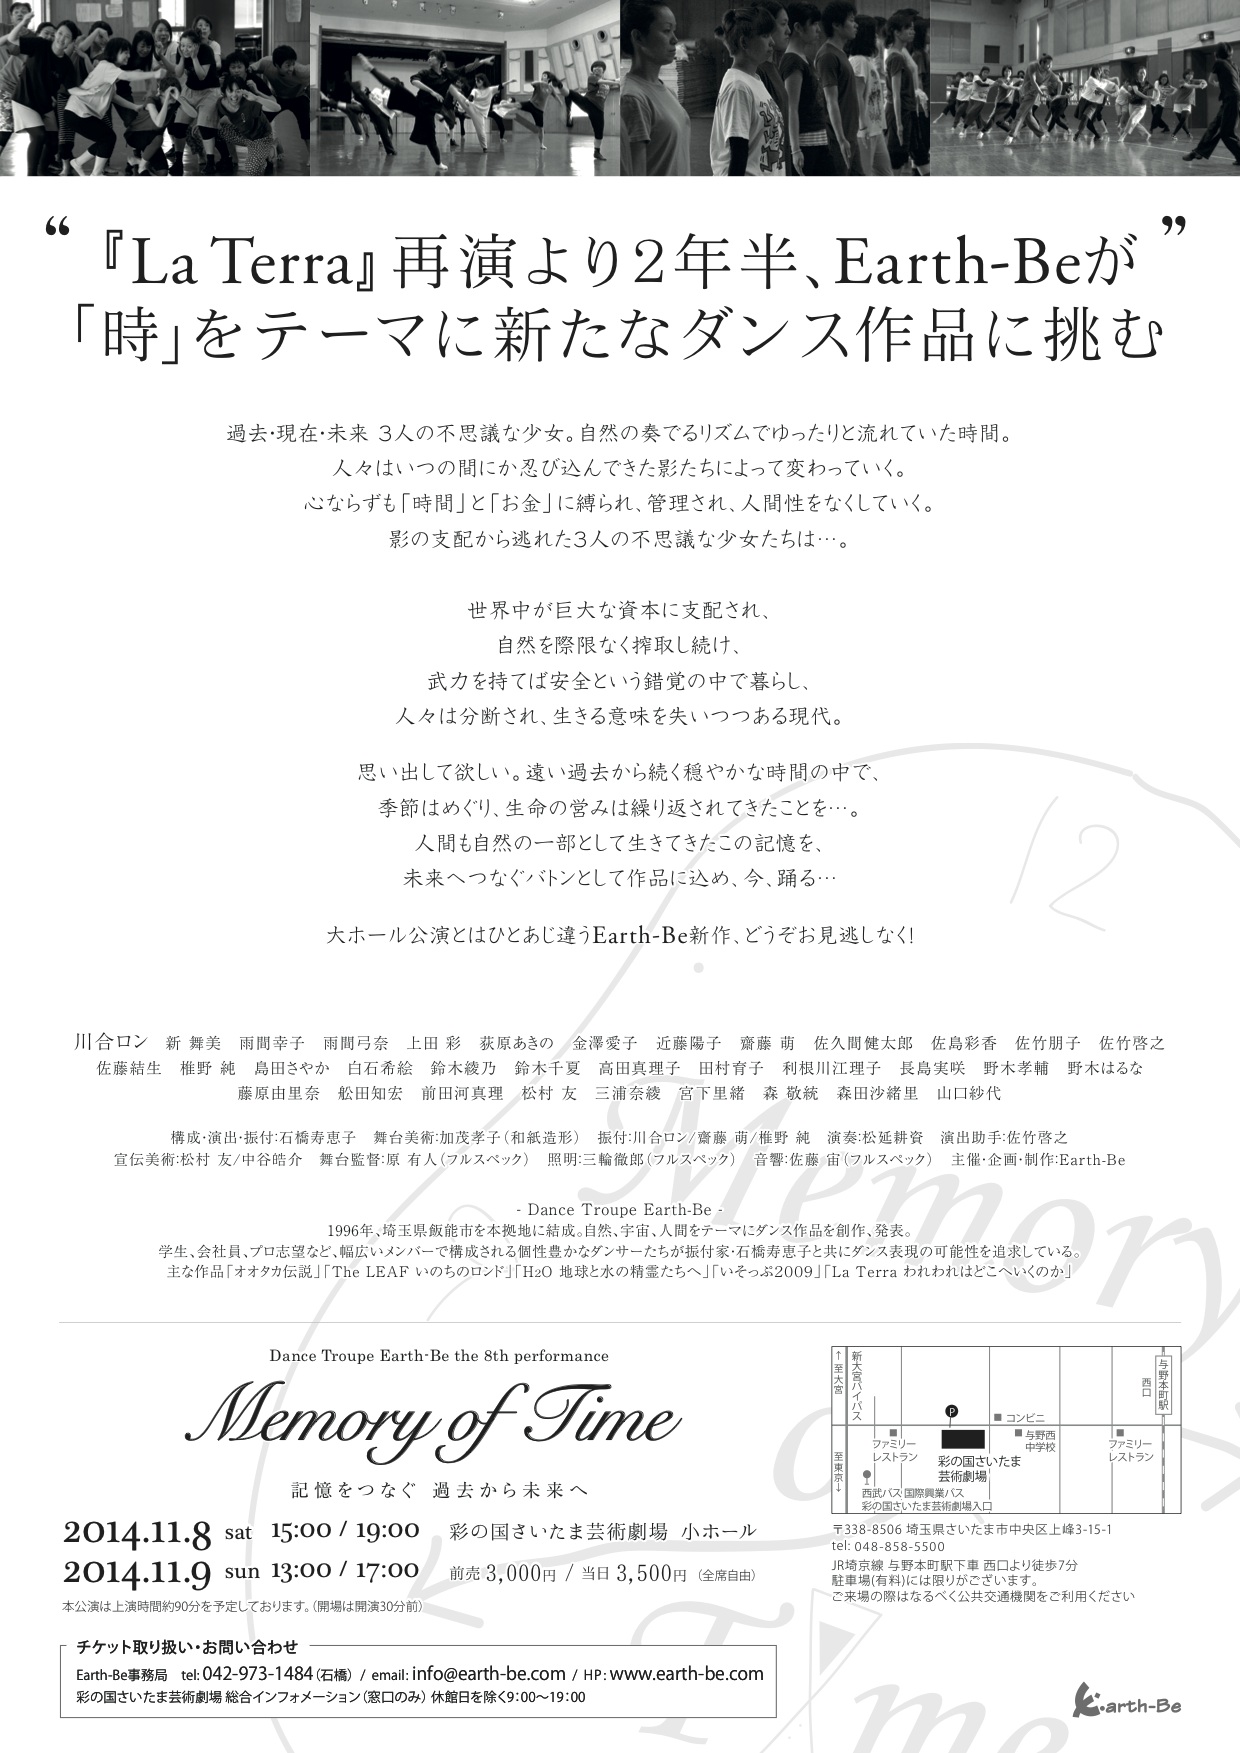 “『La Terra』再演より2年半、Earth-Beが”
「時」をテーマに新たなダンス作品に挑む
過去・現在・未来 3人の不思議な少女。自然の奏でるリズムでゆったりと流れていた時間。
人々はいつの間にか忍び込んできた影たちによって変わっていく。
心ならずも「時間」と「お金」に縛られ、管理され、人間性をなくしていく。
影の支配から逃れた3人の不思議な少女たちは…。
世界中が巨大な資本に支配され、
自然を際限なく搾取し続け、
武力を持てば安全という錯覚の中で暮らし、
人々は分断され、生きる意味を失いつつある現代。
思い出して欲しい。遠い過去から続く穏やかな時間の中で、
季節はめぐり、生命の営みは繰り返されてきたことを…。
人間も自然の一部として生きてきたこの記憶を、
未来へつなぐバトンとして作品に込め、今、踊る…
大ホール公演とはひとあじ違うEarth-Be新作、どうぞお見逃しなく!
12
川合ロン 新 舞美 雨間幸子 雨間弓奈 上田 彩 荻原あきの 金澤愛子 近藤陽子 齋藤 萌 佐久間健太郎 佐島彩香 佐竹朋子 佐竹啓之
佐藤結生 椎野 純 島田さやか 白石希絵 鈴木綾乃 鈴木千夏 高田真理子 田村育子 利根川江理子 長島実咲 野木孝輔 野木はるな
藤原由里奈 舩田知宏 前田河真理 松村 友 三浦奈綾 宮下里緒 森 敬統 森田沙緒里 山口紗代
構成・演出・振付:石橋寿恵子 舞台美術:加茂孝子(和紙造形) 振付:川合ロン/齋藤 萌/椎野 純 演奏:松延耕資 演出助手:佐竹啓之
宣伝美術:松村 友/中谷皓介 舞台監督:原 有人(フルスペック) 照明:三輪徹郎(フルスペック) 音響:佐藤 宙(フルスペック) 主催・企画・制作:Earth-Be
- Dance Troupe Earth-Be -
1996年、埼玉県飯能市を本拠地に結成。自然、宇宙、人間をテーマにダンス作品を創作、発表。
学生、会社員、プロ志望など、幅広いメンバーで構成される個性豊かなダンサーたちが振付家・石橋寿恵子と共にダンス表現の可能性を追求している。
主な作品「オオタカ伝説」「The LEAF いのちのロンド」「H2O 地球と水の精霊たちへ」「いそっぷ2009」「La Terra われわれはどこへいくのか」
Memory
of
Time
Dance Troupe Earth-Be the 8th performance
Memory of Time
記憶をつなぐ 過去から未来へ
2014.11.8 sat 15:00 / 19:00 彩の国さいたま芸術劇場 小ホール
2014.11.9 sun 13:00 / 17:00 前売 3,000円 / 当日 3,500円 (全席自由)
本公演は上演時間約90分を予定しております。(開場は開演30分前)
チケット取り扱い・お問い合わせ
Earth-Be事務局 tel: 042-973-1484(石橋) / email: info@earth-be.com / HP: www.earth-be.com
彩の国さいたま芸術劇場 総合インフォメーション(窓口のみ) 休館日を除く9:00〜19:00
↑至大宮
新大宮バイパス
西口
与野本町駅
P
コンビニ
ファミリー
レストラン
与野西
中学校
ファミリー
レストラン
彩の国さいたま
芸術劇場
至東京↓
西武バス 国際興業バス
彩の国さいたま芸術劇場入口
〒338-8506 埼玉県さいたま市中央区上峰3-15-1
tel: 048-858-5500
JR埼京線 与野本町駅下車 西口より徒歩7分
駐車場(有料)には限りがございます。
ご来場の際はなるべく公共交通機関をご利用ください
Earth-Be